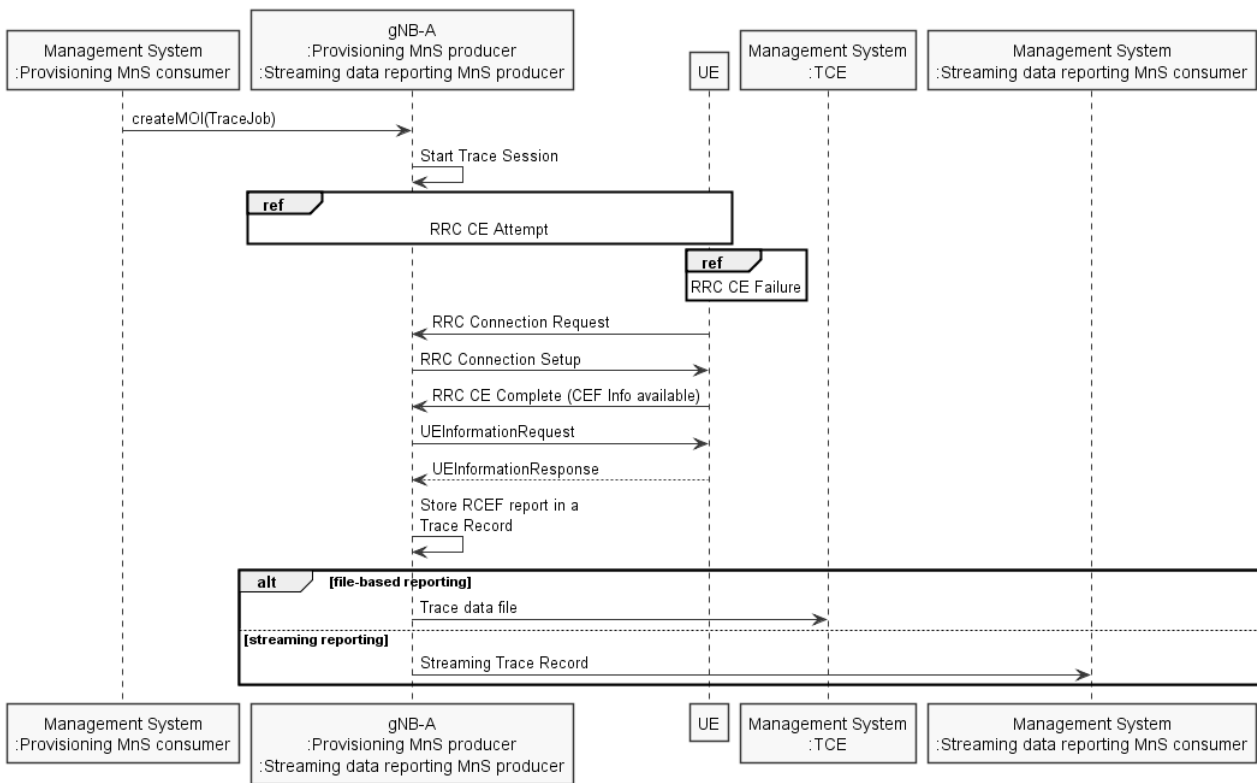 Management System
:Provisioning MnS consumer
gNB-A
:Provisioning MnS producer
:Streaming data reporting MnS producer
UE
Management System
:TCE
Management System
:Streaming data reporting MnS consumer
createMOI(TraceJob)
Start Trace Session
ref
RRC CE Attempt
ref
RRC CE Failure
RRC Connection Request
RRC Connection Setup
RRC CE Complete (CEF Info available)
UEInformationRequest
UEInformationResponse
Store RCEF report in a
Trace Record
alt [file-based reporting]
Trace data file
[streaming reporting]
Streaming Trace Record
Management System
:Provisioning MnS consumer
gNB-A
:Provisioning MnS producer
:Streaming data reporting MnS producer
UE
Management System
:TCE
Management System
:Streaming data reporting MnS consumer